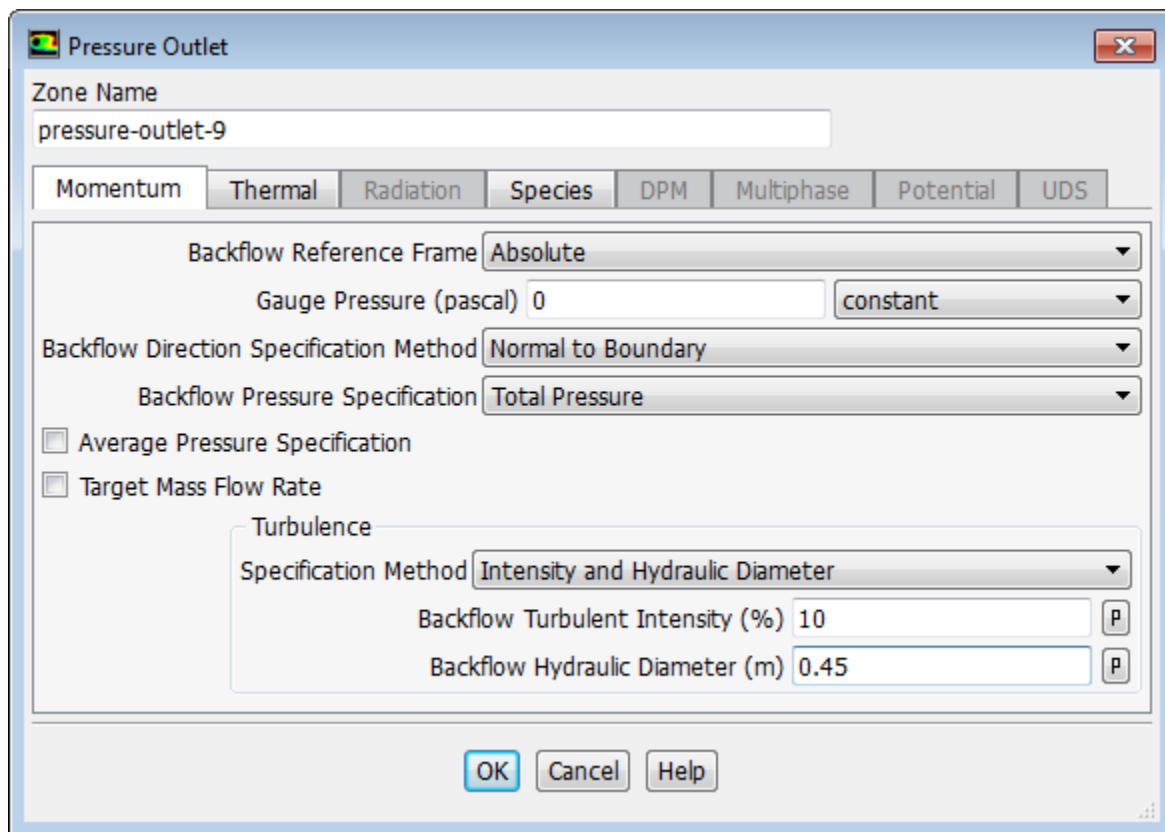 Pressure Outlet
Zone Name
pressure-outlet-9
Momentum Thermal Radiation Species DPM Multiphase Potential UDS
Backflow Reference Frame Absolute
Gauge Pressure (pascal) 0 constant
Backflow Direction Specification Method Normal to Boundary
Backflow Pressure Specification Total Pressure
Average Pressure Specification
Target Mass Flow Rate
Turbulence
Specification Method Intensity and Hydraulic Diameter
Backflow Turbulent Intensity (%) 10 P
Backflow Hydraulic Diameter (m) 0.45 P
OK Cancel Help